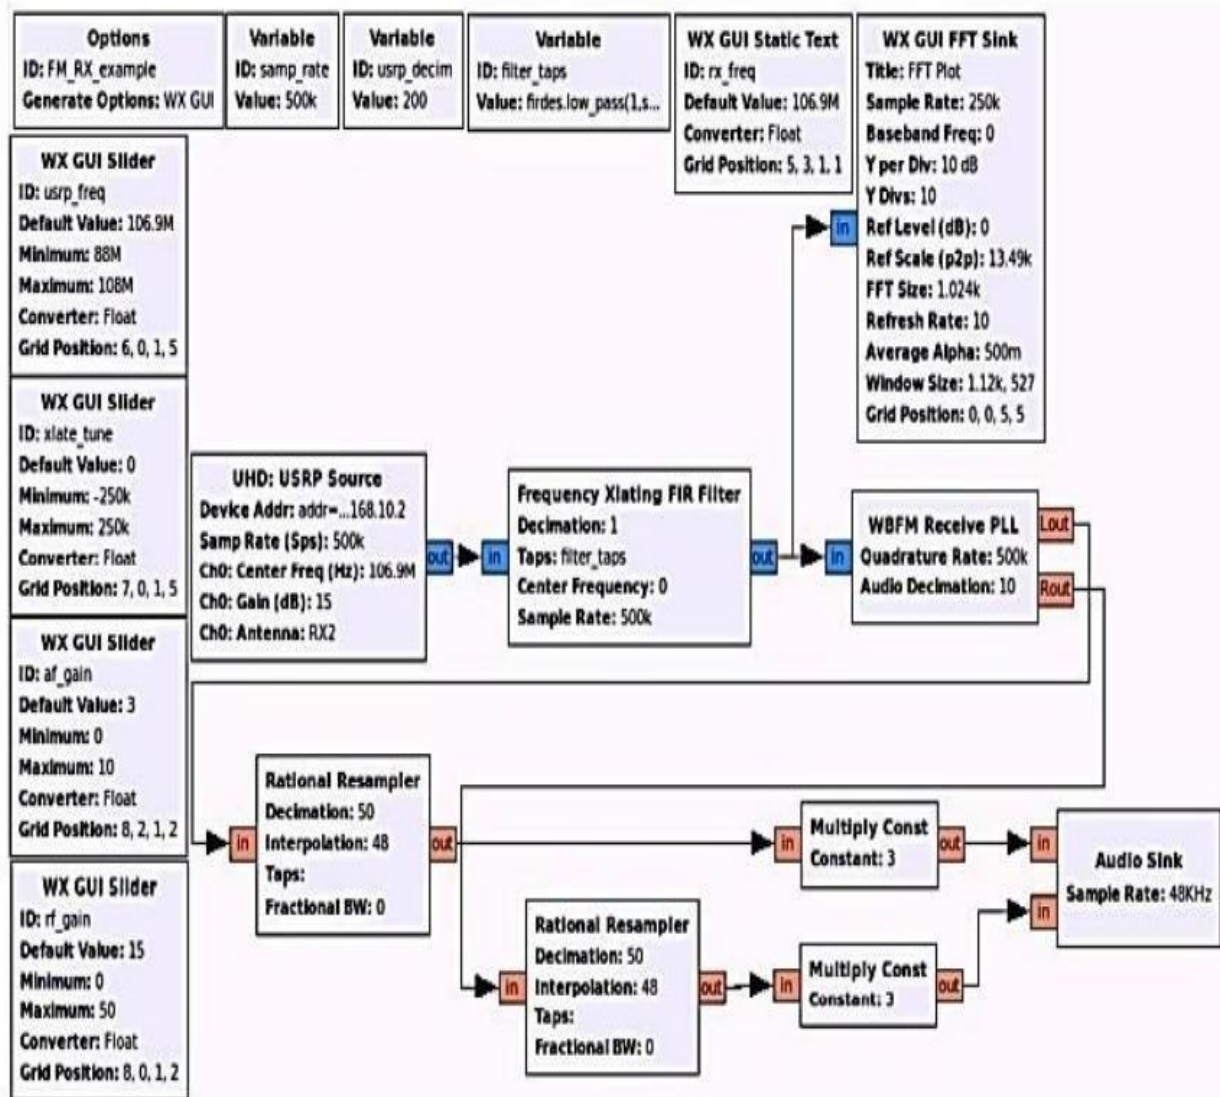 Options
ID: FM_RX_example
Generate Options: WX GUI
Variable
ID: samp_rate
Value: 500k
Variable
ID: usrp_decim
Value: 200
Variable
ID: filter_taps
Value: firdes.low_pass(1,s...
WX GUI Static Text
ID: rx_freq
Default Value: 106.9M
Converter: Float
Grid Position: 5, 3, 1, 1
WX GUI FFT Sink
Title: FFT Plot
Sample Rate: 250k
Baseband Freq: 0
Y per Div: 10 dB
Y Divs: 10
Ref Level (dB): 0
Ref Scale (p2p): 13.49k
FFT Size: 1.024k
Refresh Rate: 10
Average Alpha: 500m
Window Size: 1.12k, 527
Grid Position: 0, 0, 5, 5
in
WX GUI Slider
ID: usrp_freq
Default Value: 106.9M
Minimum: 88M
Maximum: 108M
Converter: Float
Grid Position: 6, 0, 1, 5
WX GUI Slider
ID: xlate_tune
Default Value: 0
Minimum: -250k
Maximum: 250k
Converter: Float
Grid Position: 7, 0, 1, 5
UHD: USRP Source
Device Addr: addr=...168.10.2
Samp Rate (Sps): 500k
Ch0: Center Freq (Hz): 106.9M
Ch0: Gain (dB): 15
Ch0: Antenna: RX2
out
in
Frequency Xlating FIR Filter
Decimation: 1
Taps: filter_taps
Center Frequency: 0
Sample Rate: 500k
out
in
WBFM Receive PLL
Quadrature Rate: 500k
Audio Decimation: 10
Lout
Rout
WX GUI Slider
ID: af_gain
Default Value: 3
Minimum: 0
Maximum: 10
Converter: Float
Grid Position: 8, 2, 1, 2
in
Rational Resampler
Decimation: 50
Interpolation: 48
Taps:
Fractional BW: 0
out
in
Multiply Const
Constant: 3
out
in
in
Audio Sink
Sample Rate: 48KHz
WX GUI Slider
ID: rf_gain
Default Value: 15
Minimum: 0
Maximum: 50
Converter: Float
Grid Position: 8, 0, 1, 2
in
Rational Resampler
Decimation: 50
Interpolation: 48
Taps:
Fractional BW: 0
out
in
Multiply Const
Constant: 3
out